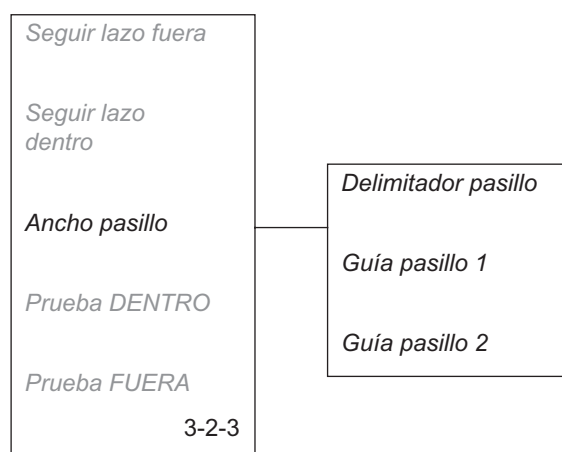 Seguir lazo fuera
Seguir lazo
dentro
Ancho pasillo
Prueba DENTRO
Prueba FUERA
3-2-3
Delimitador pasillo
Guía pasillo 1
Guía pasillo 2